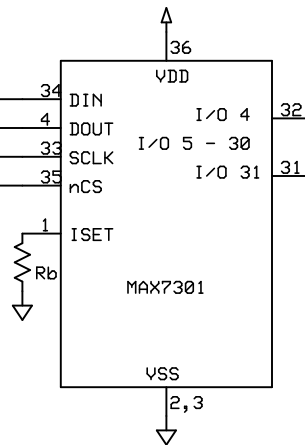 36
VDD
34 DIN
I/O 4 32
4 DOUT
I/O 5 - 30
33 SCLK
I/O 31 31
35 nCS
1 ISET
Rb
MAX7301
VSS
2,3